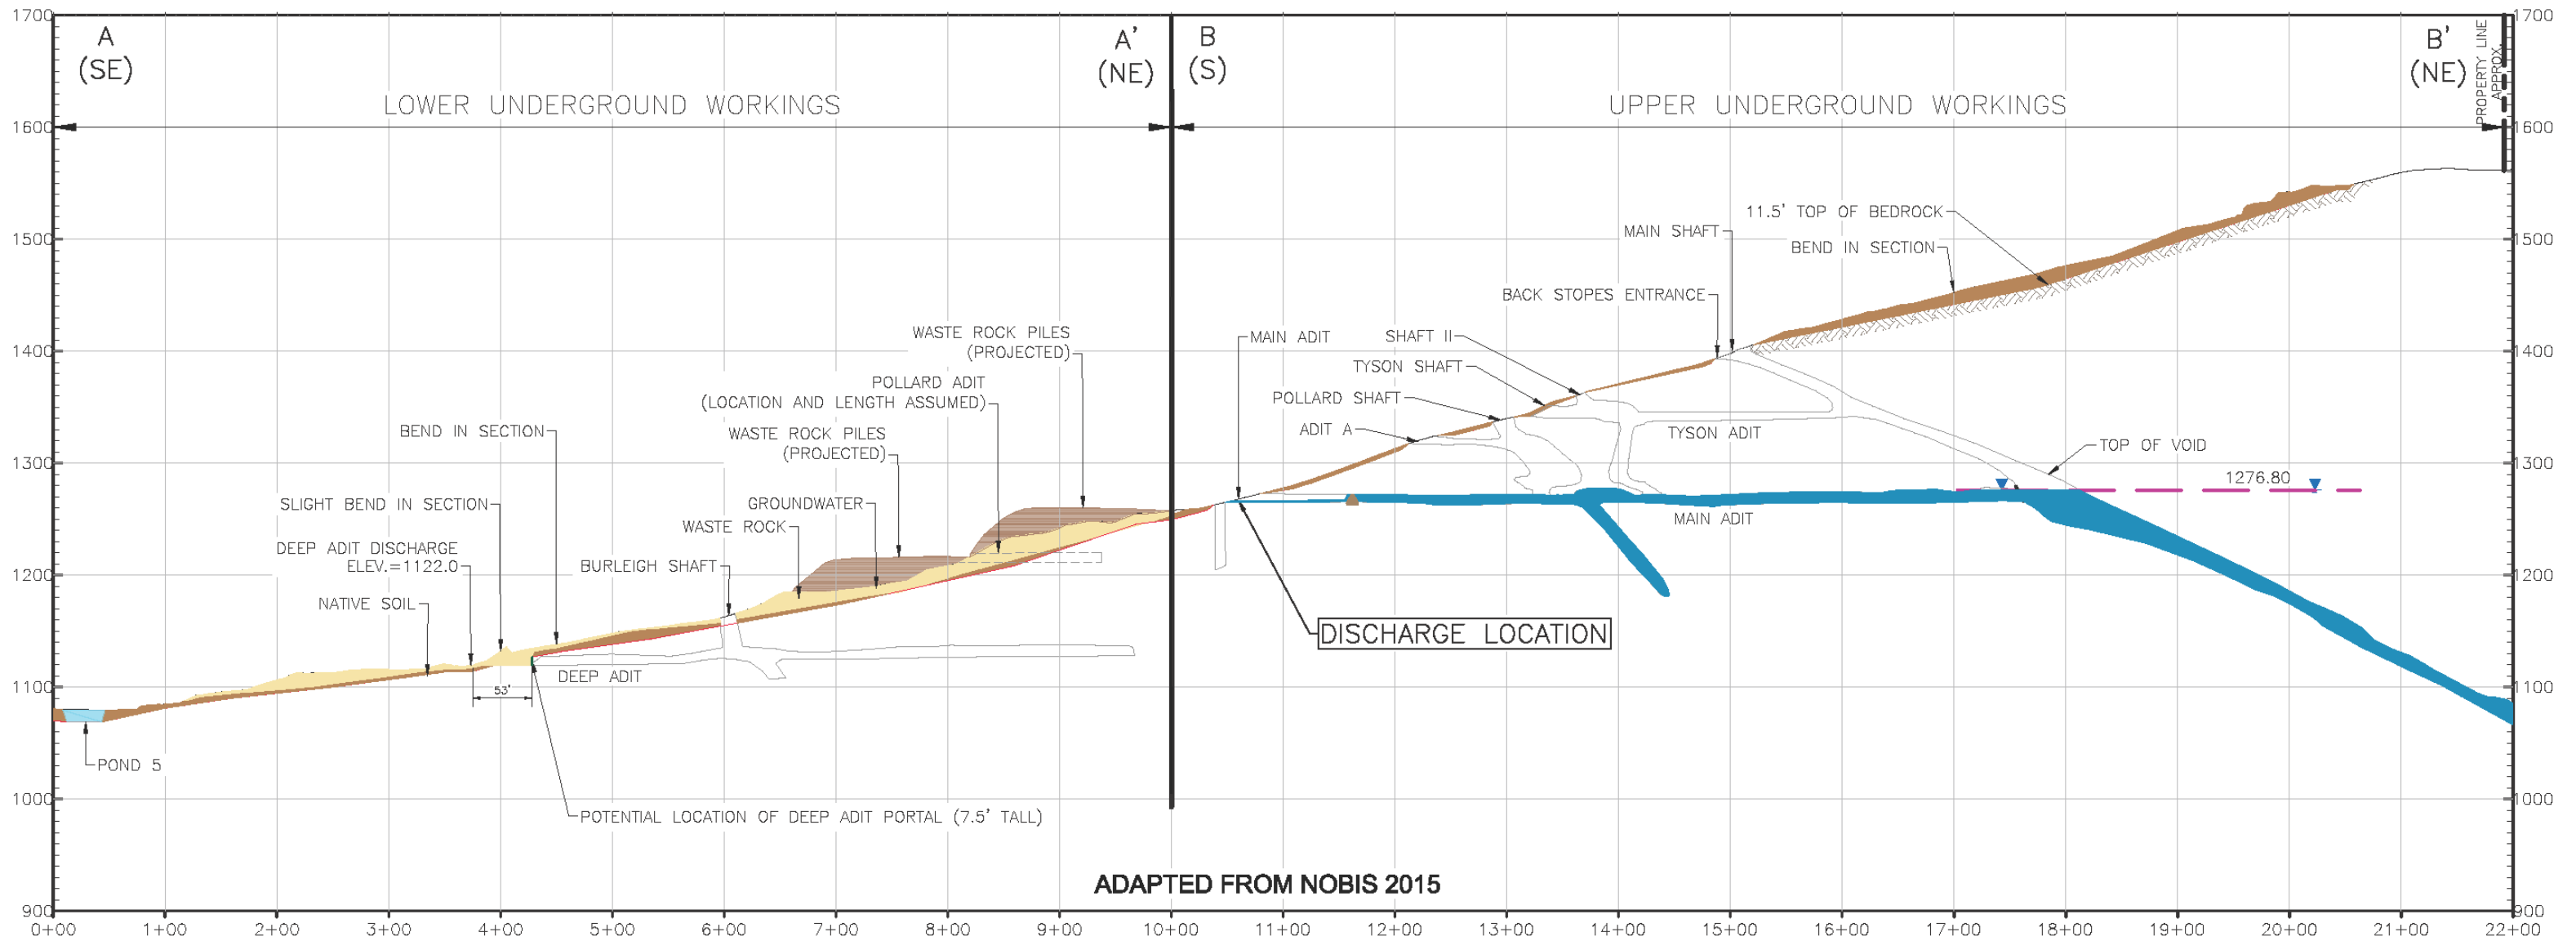 1700
1600
1500
1400
1300
1200
1100
1000
900
A
(SE)
A'
(NE)
B
(S)
B'
(NE)
PROPERTY LINE
APPROX.
LOWER UNDERGROUND WORKINGS
UPPER UNDERGROUND WORKINGS
11.5' TOP OF BEDROCK
MAIN SHAFT
BEND IN SECTION
BACK STOPES ENTRANCE
WASTE ROCK PILES
(PROJECTED)
MAIN ADIT
SHAFT II
TYSON SHAFT
POLLARD ADIT
(LOCATION AND LENGTH ASSUMED)
POLLARD SHAFT
BEND IN SECTION
WASTE ROCK PILES
(PROJECTED)
ADIT A
TYSON ADIT
TOP OF VOID
1276.80
SLIGHT BEND IN SECTION
GROUNDWATER
WASTE ROCK
MAIN ADIT
DEEP ADIT DISCHARGE
ELEV.=1122.0
BURLEIGH SHAFT
NATIVE SOIL
DISCHARGE LOCATION
DEEP ADIT
53'
POND 5
POTENTIAL LOCATION OF DEEP ADIT PORTAL (7.5' TALL)
ADAPTED FROM NOBIS 2015
1700
1600
1500
1400
1300
1200
1100
1000
900
0+00 1+00 2+00 3+00 4+00 5+00 6+00 7+00 8+00 9+00 10+00 11+00 12+00 13+00 14+00 15+00 16+00 17+00 18+00 19+00 20+00 21+00 22+00